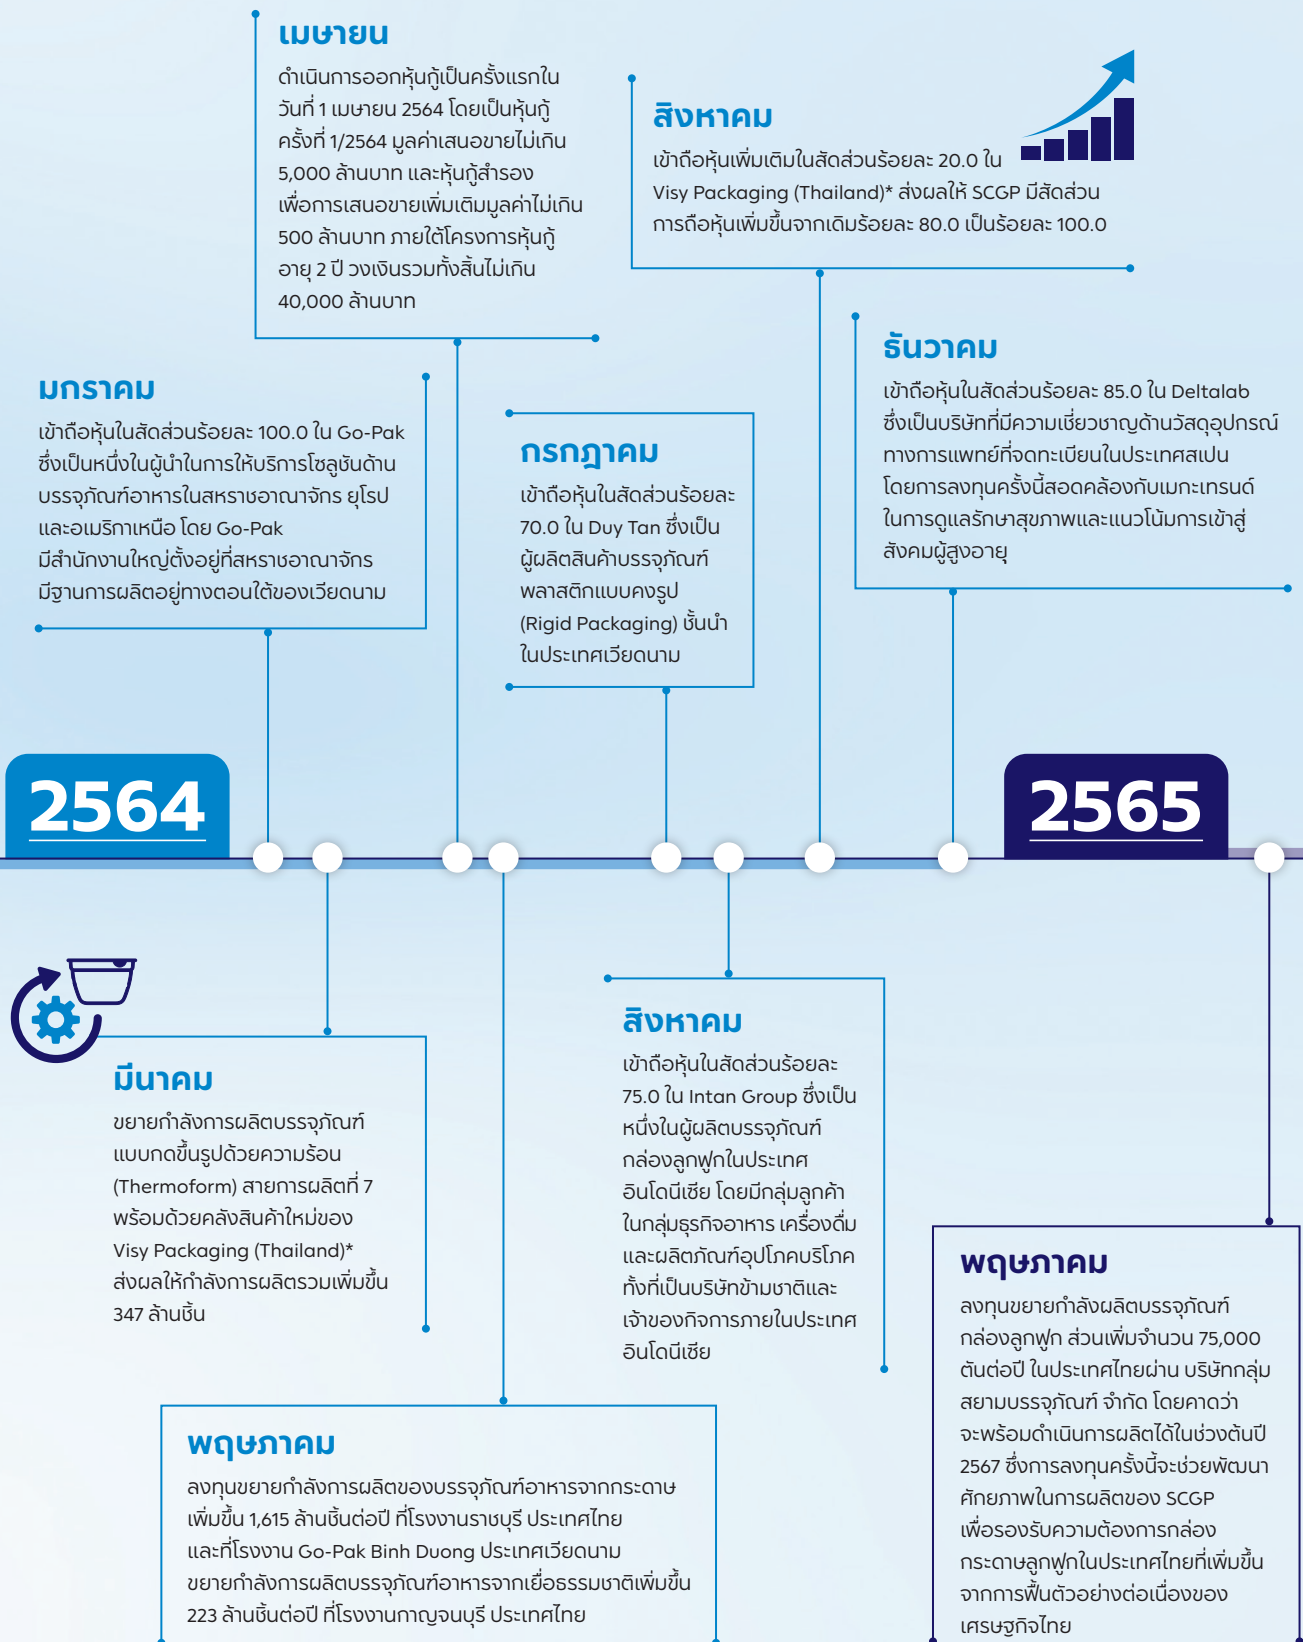 เมษายน
ดำเนินการออกหุ้นกู้เป็นครั้งแรกใน
วันที่ 1 เมษายน 2564 โดยเป็นหุ้นกู้
ครั้งที่ 1/2564 มูลค่าเสนอขายไม่เกิน
5,000 ล้านบาท และหุ้นกู้สำรอง
เพื่อการเสนอขายเพิ่มเติมมูลค่าไม่เกิน
500 ล้านบาท ภายใต้โครงการหุ้นกู้
อายุ 2 ปี วงเงินรวมทั้งสิ้นไม่เกิน
40,000 ล้านบาท
สิงหาคม
เข้าถือหุ้นเพิ่มเติมในสัดส่วนร้อยละ 20.0 ใน
Visy Packaging (Thailand)* ส่งผลให้ SCGP มีสัดส่วน
การถือหุ้นเพิ่มขึ้นจากเดิมร้อยละ 80.0 เป็นร้อยละ 100.0
มกราคม
เข้าถือหุ้นในสัดส่วนร้อยละ 100.0 ใน Go-Pak
ซึ่งเป็นหนึ่งในผู้นำในการให้บริการโซลูชันด้าน
บรรจุภัณฑ์อาหารในสหราชอาณาจักร ยุโรป
และอเมริกาเหนือ โดย Go-Pak
มีสำนักงานใหญ่ตั้งอยู่ที่สหราชอาณาจักร
มีฐานการผลิตอยู่ทางตอนใต้ของเวียดนาม
กรกฎาคม
เข้าถือหุ้นในสัดส่วนร้อยละ
70.0 ใน Duy Tan ซึ่งเป็น
ผู้ผลิตสินค้าบรรจุภัณฑ์
พลาสติกแบบคงรูป
(Rigid Packaging) ชั้นนำ
ในประเทศเวียดนาม
ธันวาคม
เข้าถือหุ้นในสัดส่วนร้อยละ 85.0 ใน Deltalab
ซึ่งเป็นบริษัทที่มีความเชี่ยวชาญด้านวัสดุอุปกรณ์
ทางการแพทย์ที่จดทะเบียนในประเทศสเปน
โดยการลงทุนครั้งนี้สอดคล้องกับเมกะเทรนด์
ในการดูแลรักษาสุขภาพและแนวโน้มการเข้าสู่
สังคมผู้สูงอายุ
2564
2565
มีนาคม
ขยายกำลังการผลิตบรรจุภัณฑ์
แบบกดขึ้นรูปด้วยความร้อน
(Thermoform) สายการผลิตที่ 7
พร้อมด้วยคลังสินค้าใหม่ของ
Visy Packaging (Thailand)*
ส่งผลให้กำลังการผลิตรวมเพิ่มขึ้น
347 ล้านชิ้น
สิงหาคม
เข้าถือหุ้นในสัดส่วนร้อยละ
75.0 ใน Intan Group ซึ่งเป็น
หนึ่งในผู้ผลิตบรรจุภัณฑ์
กล่องลูกฟูกในประเทศ
อินโดนีเซีย โดยมีกลุ่มลูกค้า
ในกลุ่มธุรกิจอาหาร เครื่องดื่ม
และผลิตภัณฑ์อุปโภคบริโภค
ทั้งที่เป็นบริษัทข้ามชาติและ
เจ้าของกิจการภายในประเทศ
อินโดนีเซีย
พฤษภาคม
ลงทุนขยายกำลังการผลิตของบรรจุภัณฑ์อาหารจากกระดาษ
เพิ่มขึ้น 1,615 ล้านชิ้นต่อปี ที่โรงงานราชบุรี ประเทศไทย
และที่โรงงาน Go-Pak Binh Duong ประเทศเวียดนาม
ขยายกำลังการผลิตบรรจุภัณฑ์อาหารจากเยื่อธรรมชาติเพิ่มขึ้น
223 ล้านชิ้นต่อปี ที่โรงงานกาญจนบุรี ประเทศไทย
พฤษภาคม
ลงทุนขยายกำลังผลิตบรรจุภัณฑ์
กล่องลูกฟูก ส่วนเพิ่มจำนวน 75,000
ตันต่อปี ในประเทศไทยผ่าน บริษัทกลุ่ม
สยามบรรจุภัณฑ์ จำกัด โดยคาดว่า
จะพร้อมดำเนินการผลิตได้ในช่วงต้นปี
2567 ซึ่งการลงทุนครั้งนี้จะช่วยพัฒนา
ศักยภาพในการผลิตของ SCGP
เพื่อรองรับความต้องการกล่อง
กระดาษลูกฟูกในประเทศไทยที่เพิ่มขึ้น
จากการฟื้นตัวอย่างต่อเนื่องของ
เศรษฐกิจไทย